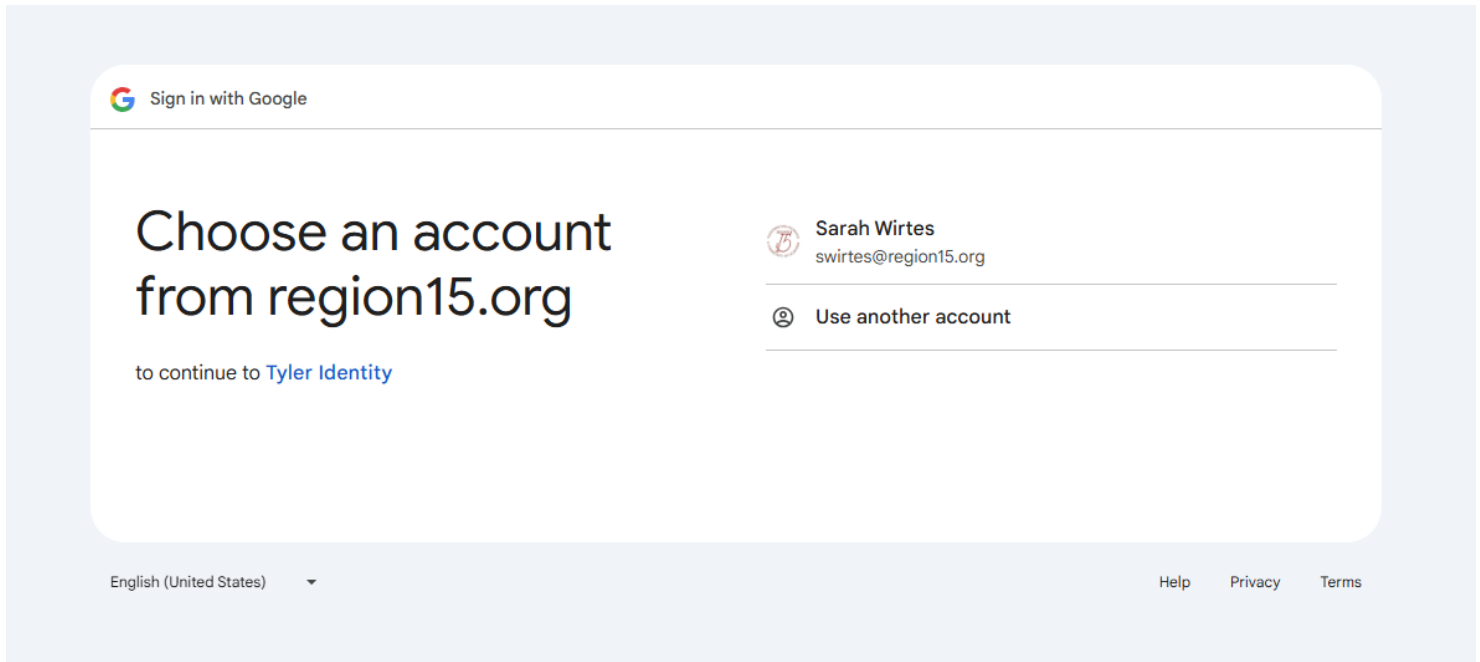 Sign in with Google
Choose an account
from region15.org
to continue to Tyler Identity
Sarah Wirtes
swirtes@region15.org
Use another account
English (United States)
Help Privacy Terms